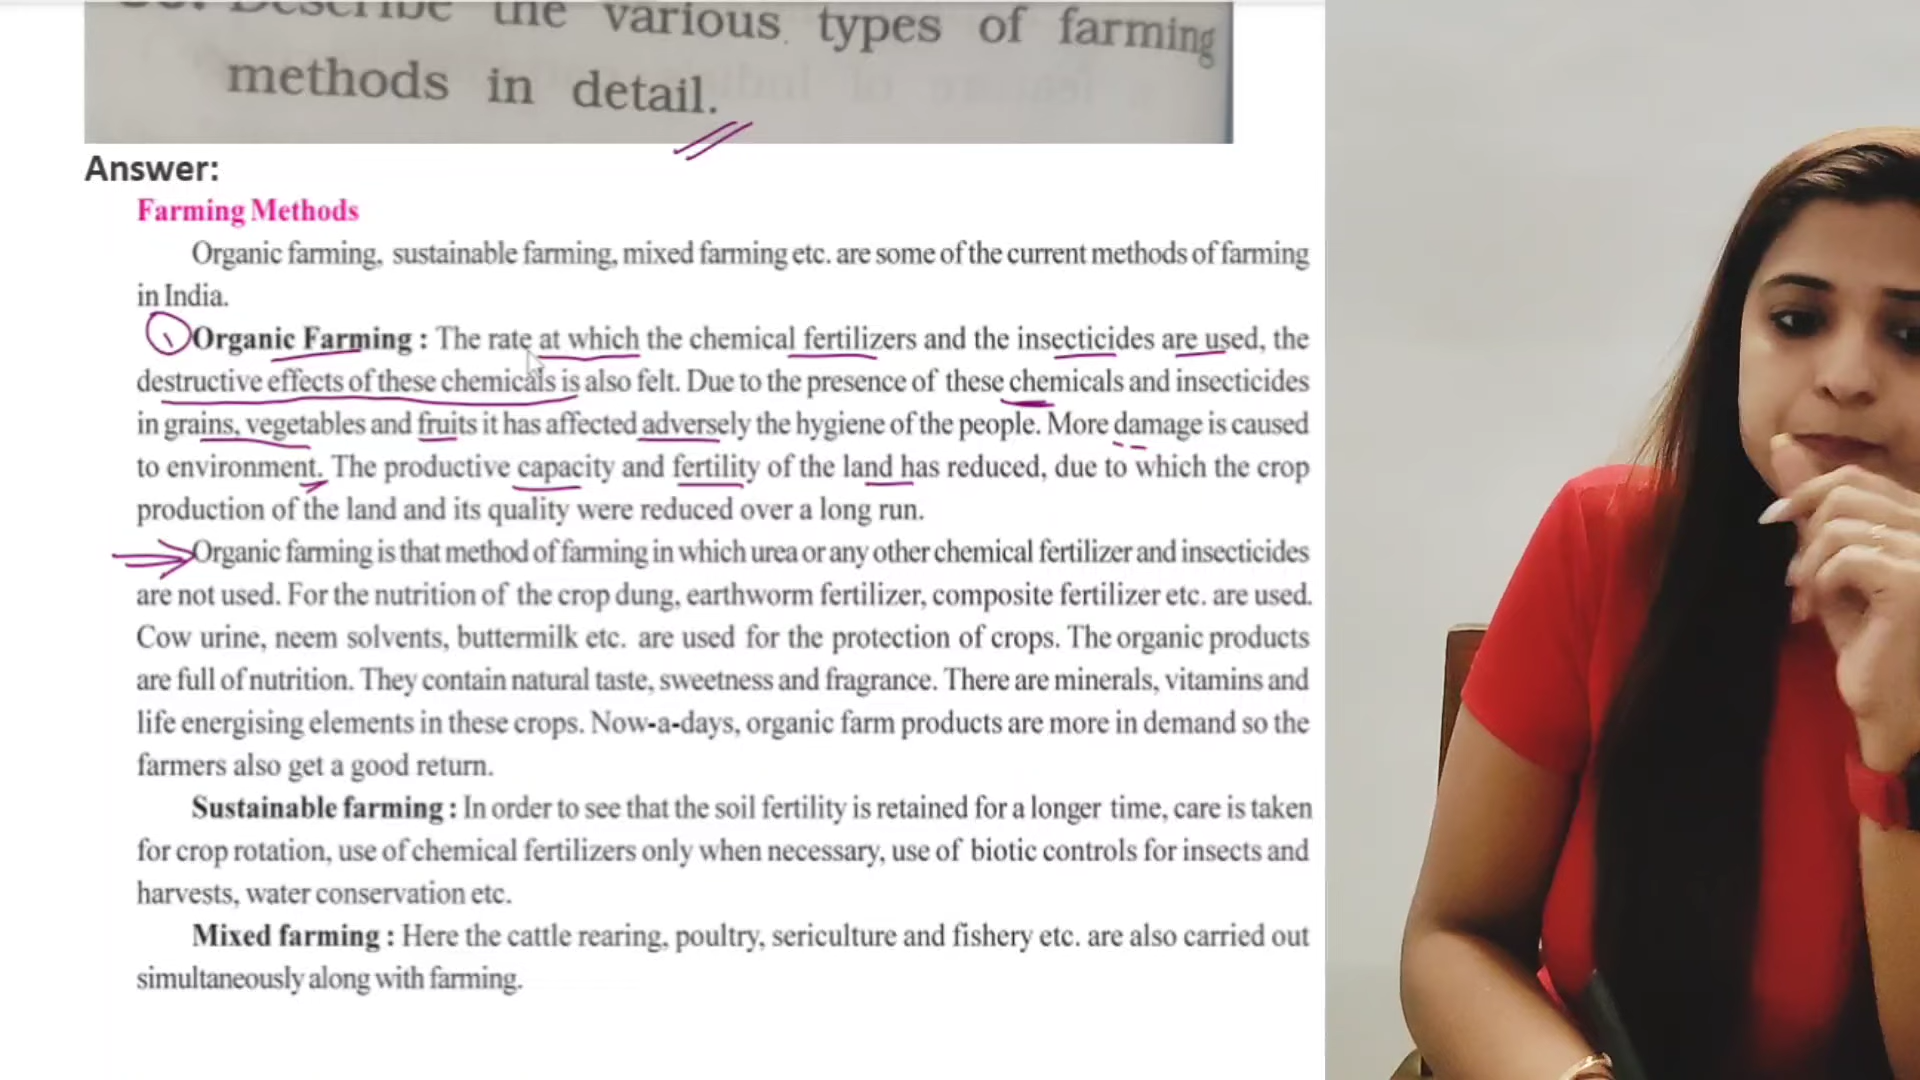 Describe the various types of farming
methods in detail.
Answer:
Farming Methods
Organic farming, sustainable farming, mixed farming etc. are some of the current methods of farming
in India.
1 Organic Farming : The rate at which the chemical fertilizers and the insecticides are used, the
destructive effects of these chemicals is also felt. Due to the presence of these chemicals and insecticides
in grains, vegetables and fruits it has affected adversely the hygiene of the people. More damage is caused
to environment. The productive capacity and fertility of the land has reduced, due to which the crop
production of the land and its quality were reduced over a long run.
Organic farming is that method of farming in which urea or any other chemical fertilizer and insecticides
are not used. For the nutrition of the crop dung, earthworm fertilizer, composite fertilizer etc. are used.
Cow urine, neem solvents, buttermilk etc. are used for the protection of crops. The organic products
are full of nutrition. They contain natural taste, sweetness and fragrance. There are minerals, vitamins and
life energising elements in these crops. Now-a-days, organic farm products are more in demand so the
farmers also get a good return.
Sustainable farming : In order to see that the soil fertility is retained for a longer time, care is taken
for crop rotation, use of chemical fertilizers only when necessary, use of biotic controls for insects and
harvests, water conservation etc.
Mixed farming : Here the cattle rearing, poultry, sericulture and fishery etc. are also carried out
simultaneously along with farming.